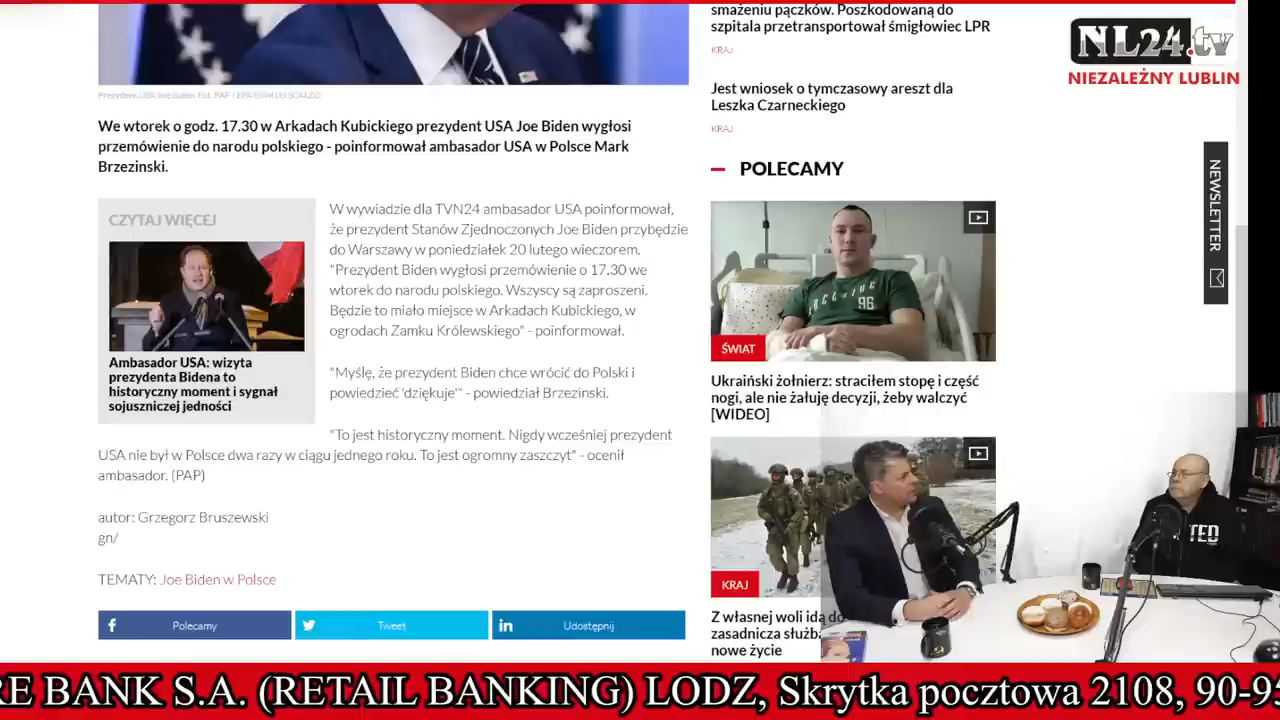 smażeniu pączków. Poszkodowaną do
szpitala przetransportował śmigłowiec LPR
KRAJ
Jest wniosek o tymczasowy areszt dla
Leszka Czarneckiego
KRAJ
NL24.tv
NIEZALEŻNY LUBLIN
NEWSLETTER
We wtorek o godz. 17.30 w Arkadach Kubickiego prezydent USA Joe Biden wygłosi
przemówienie do narodu polskiego - poinformował ambasador USA w Polsce Mark
Brzezinski.
CZYTAJ WIĘCEJ
Ambasador USA: wizyta
prezydenta Bidena to
historyczny moment i sygnał
sojuszniczej jedności
W wywiadzie dla TVN24 ambasador USA poinformował,
że prezydent Stanów Zjednoczonych Joe Biden przybędzie
do Warszawy w poniedziałek 20 lutego wieczorem.
"Prezydent Biden wygłosi przemówienie o 17.30 we
wtorek do narodu polskiego. Wszyscy są zaproszeni.
Będzie to miało miejsce w Arkadach Kubickiego, w
ogrodach Zamku Królewskiego" - poinformował.
"Myślę, że prezydent Biden chce wrócić do Polski i
powiedzieć 'dziękuje'" - powiedział Brzezinski.
"To jest historyczny moment. Nigdy wcześniej prezydent
USA nie był w Polsce dwa razy w ciągu jednego roku. To jest ogromny zaszczyt" - ocenił
ambasador. (PAP)
autor: Grzegorz Bruszewski
gn/
TEMATY: Joe Biden w Polsce
Polecamy
Tweet
Udostępnij
POLECAMY
96
ŚWIAT
Ukraiński żołnierz: straciłem stopę i część
nogi, ale nie żałuję decyzji, żeby walczyć
[WIDEO]
KRAJ
Z własnej woli idą do
zasadnicza służb
nowe życie
RE BANK S.A. (RETAIL BANKING) LODZ, Skrytka pocztowa 2108, 90-95